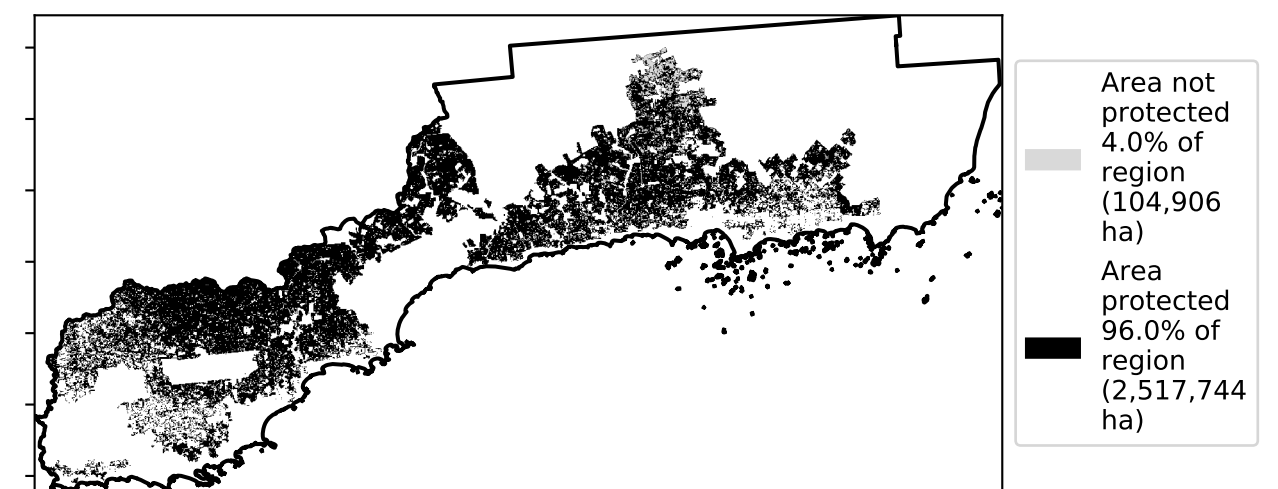 Area not
protected
4.0% of
region
(104,906
ha)
Area
protected
96.0% of
region
(2,517,744
ha)